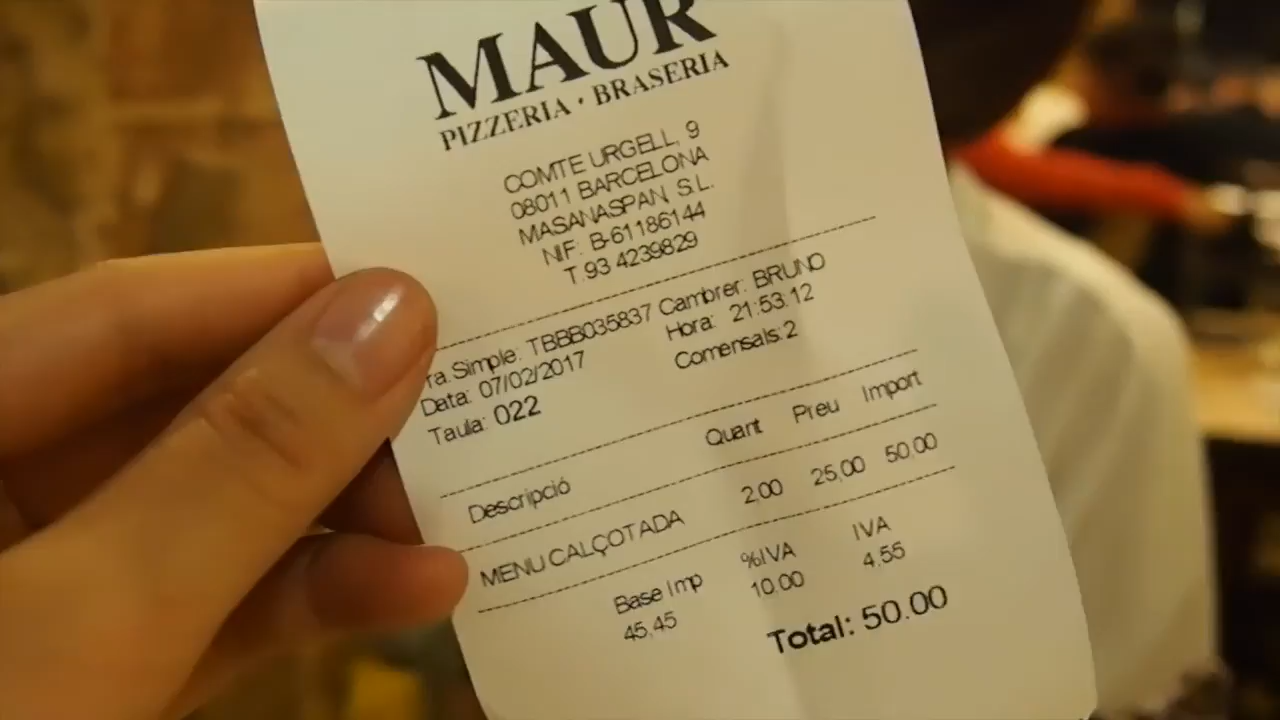 MAUR
PIZZERIA · BRASERIA
COMTE URGELL, 9
08011 BARCELONA
MASANASPAN, S.L.
NIF: B-61186144
T.93 4239829
ra.Simple: TBBB035837 Cambrer: BRUNO
Data: 07/02/2017 Hora: 21:53:12
Taula: 022 Comensals:2
Descripció Quant Preu Import
MENU CALÇOTADA 2.00 25,00 50,00
Base Imp %IVA IVA
45,45 10.00 4.55
Total: 50.00